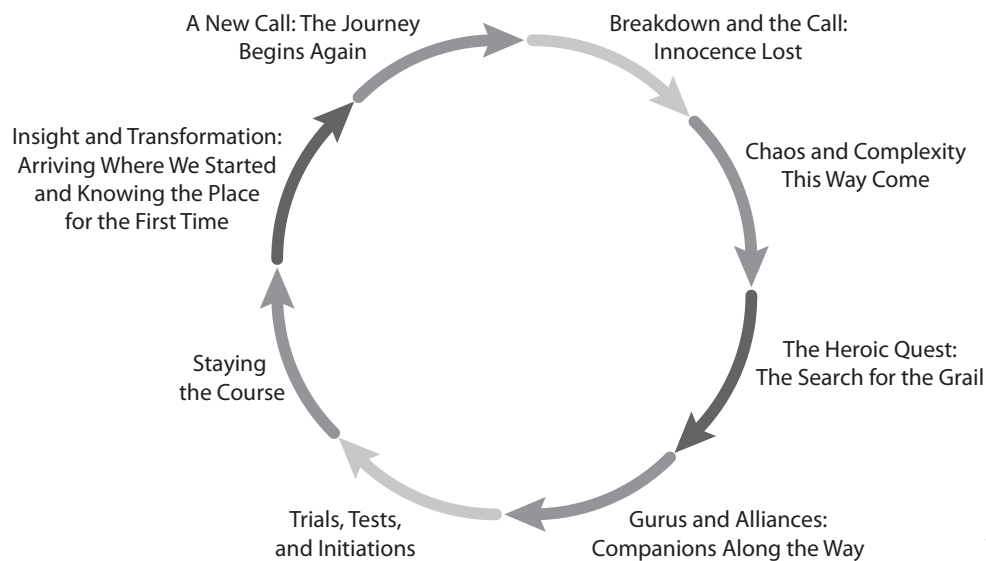 A New Call: The Journey
Begins Again
Breakdown and the Call:
Innocence Lost
Chaos and Complexity
This Way Come
The Heroic Quest:
The Search for the Grail
Gurus and Alliances:
Companions Along the Way
Trials, Tests,
and Initiations
Staying
the Course
Insight and Transformation:
Arriving Where We Started
and Knowing the Place
for the First Time